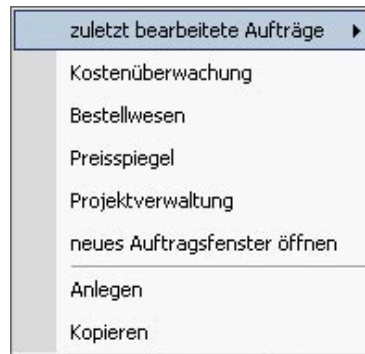 zuletzt bearbeitete Aufträge
Kostenüberwachung
Bestellwesen
Preisspiegel
Projektverwaltung
neues Auftragsfenster öffnen
Anlegen
Kopieren